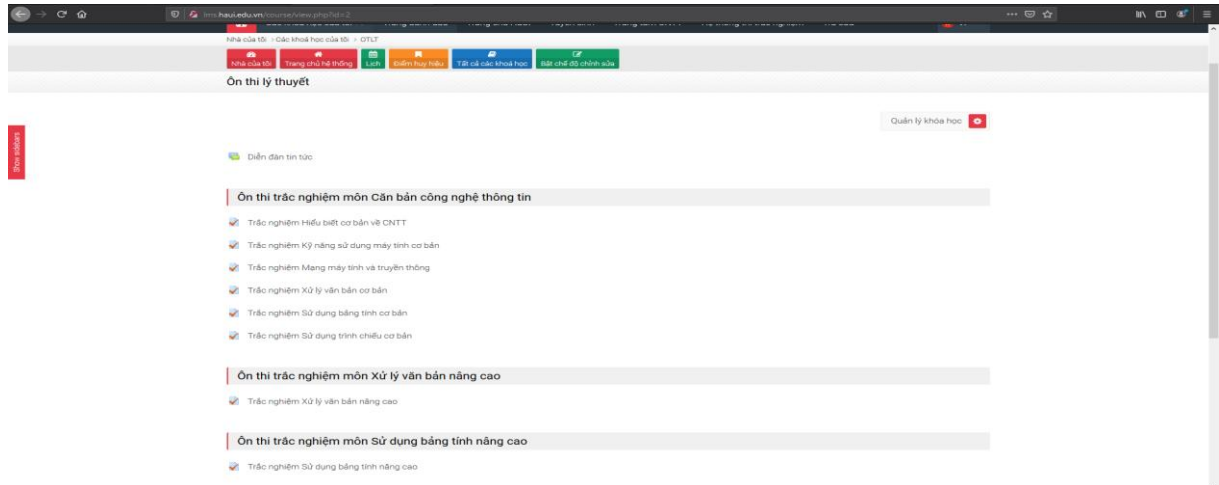 haui.edu.vn/course/view.php?id=2
Nhà của tôi > Các khoá học của tôi > OTLT
Nhà của tôi Trang chủ hệ thống Lịch Điểm huy hiệu Tất cả các khoá học Bật chế độ chỉnh sửa
Ôn thi lý thuyết
Quản lý khóa học
Show sidebars
Diễn đàn tin tức
Ôn thi trắc nghiệm môn Căn bản công nghệ thông tin
Trắc nghiệm Hiểu biết cơ bản về CNTT
Trắc nghiệm Kỹ năng sử dụng máy tính cơ bản
Trắc nghiệm Mạng máy tính và truyền thông
Trắc nghiệm Xử lý văn bản cơ bản
Trắc nghiệm Sử dụng bảng tính cơ bản
Trắc nghiệm Sử dụng trình chiếu cơ bản
Ôn thi trắc nghiệm môn Xử lý văn bản nâng cao
Trắc nghiệm Xử lý văn bản nâng cao
Ôn thi trắc nghiệm môn Sử dụng bảng tính nâng cao
Trắc nghiệm Sử dụng bảng tính nâng cao